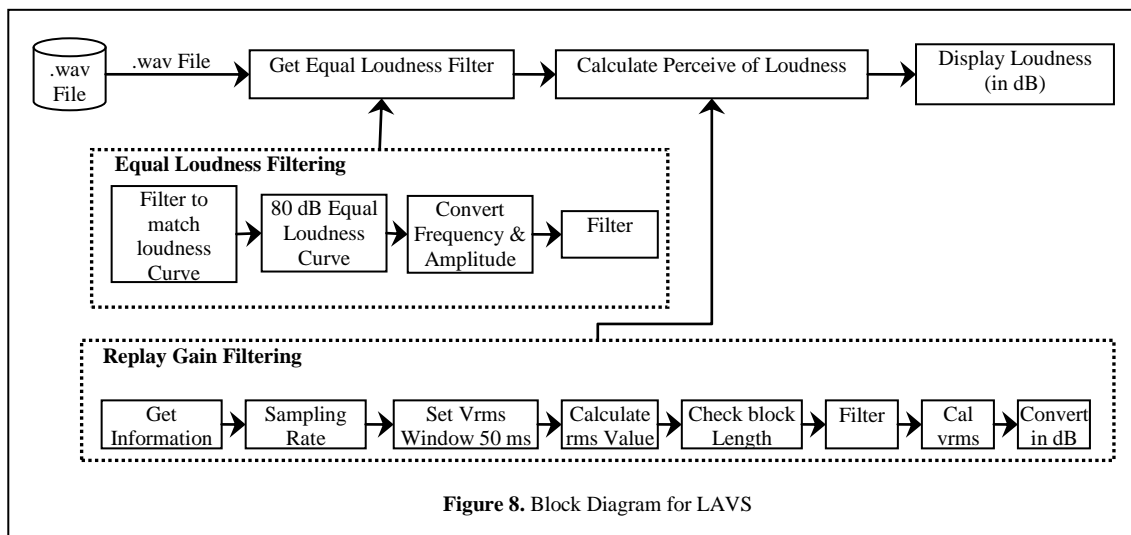 .wav
File
.wav File
Get Equal Loudness Filter
Calculate Perceive of Loudness
Display Loudness
(in dB)
Equal Loudness Filtering
Filter to
match
loudness
Curve
80 dB Equal
Loudness
Curve
Convert
Frequency &
Amplitude
Filter
Replay Gain Filtering
Get
Information
Sampling
Rate
Set Vrms
Window 50 ms
Calculate
rms Value
Check block
Length
Filter
Cal
vrms
Convert
in dB
Figure 8. Block Diagram for LAVS